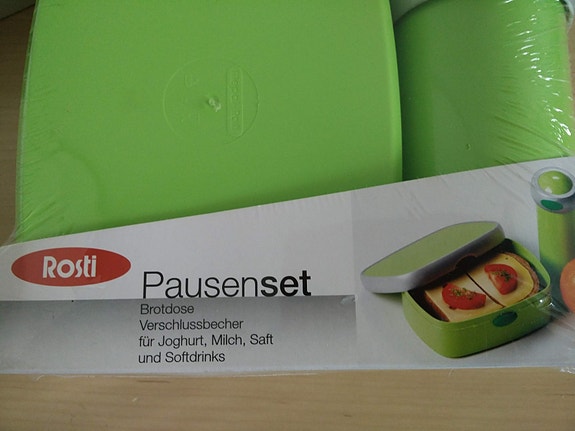 Rosti
Pausenset
Brotdose
Verschlussbecher
für Joghurt, Milch, Saft
und Softdrinks